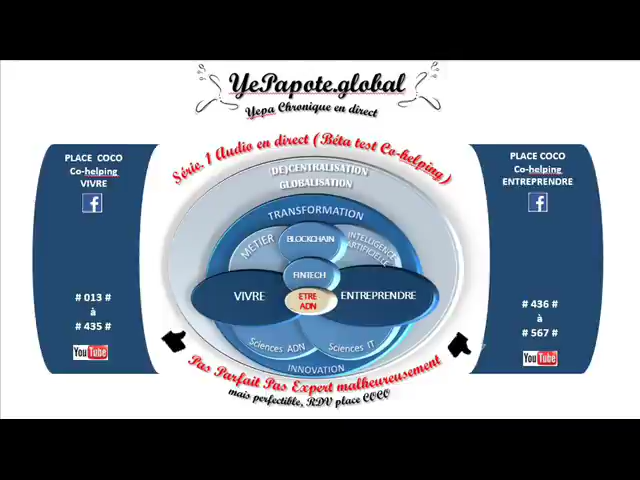 YePapote.global
Yepa Chronique en direct
Série 1 Audio en direct (Béta test Co-helping)
PLACE COCO
Co-helping
VIVRE
# 013 #
à
# 435 #
YouTube
DE)CENTRALISATION
GLOBALISATION
TRANSFORMATION
METIER
BLOCKCHAIN
INTELLIGENCE
ARTIFICIELLE
FINTECH
VIVRE
ETRE
ADN
ENTREPRENDRE
Sciences ADN
Sciences IT
INNOVATION
Pas Parfait Pas Expert malheureusement
mais perfectible, RDV place COCO
PLACE COCO
Co-helping
ENTREPRENDRE
# 436 #
à
# 567 #
YouTube